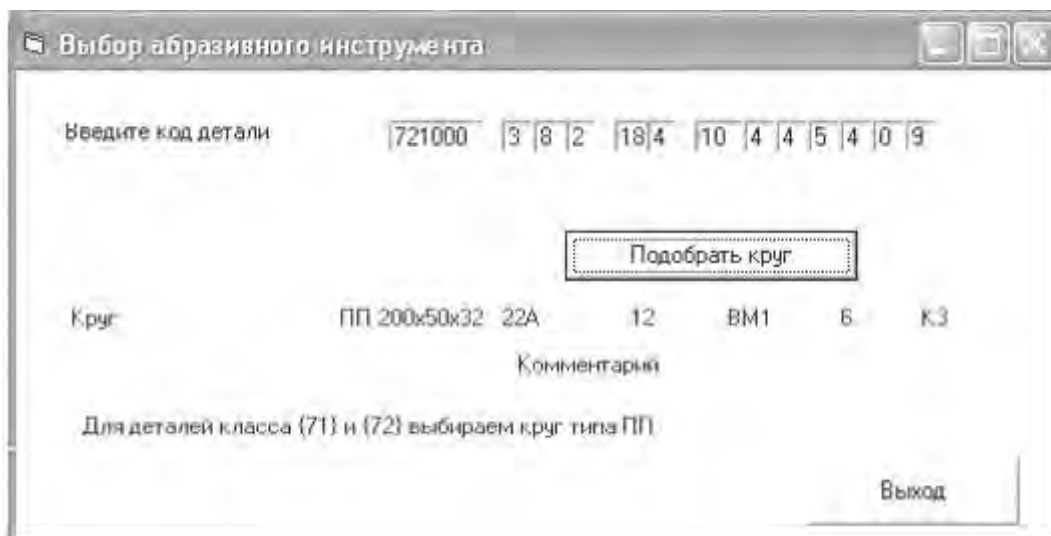 Выбор абразивного инструмента
Введите код детали 721000 3 8 2 18 4 10 4 4 5 4 0 9
Подобрать круг
Круг ПП 200x50x32 22А 12 ВМ1 6 К3
Комментарий
Для деталей класса {71} и {72} выбираем круг типа ПП
Выход